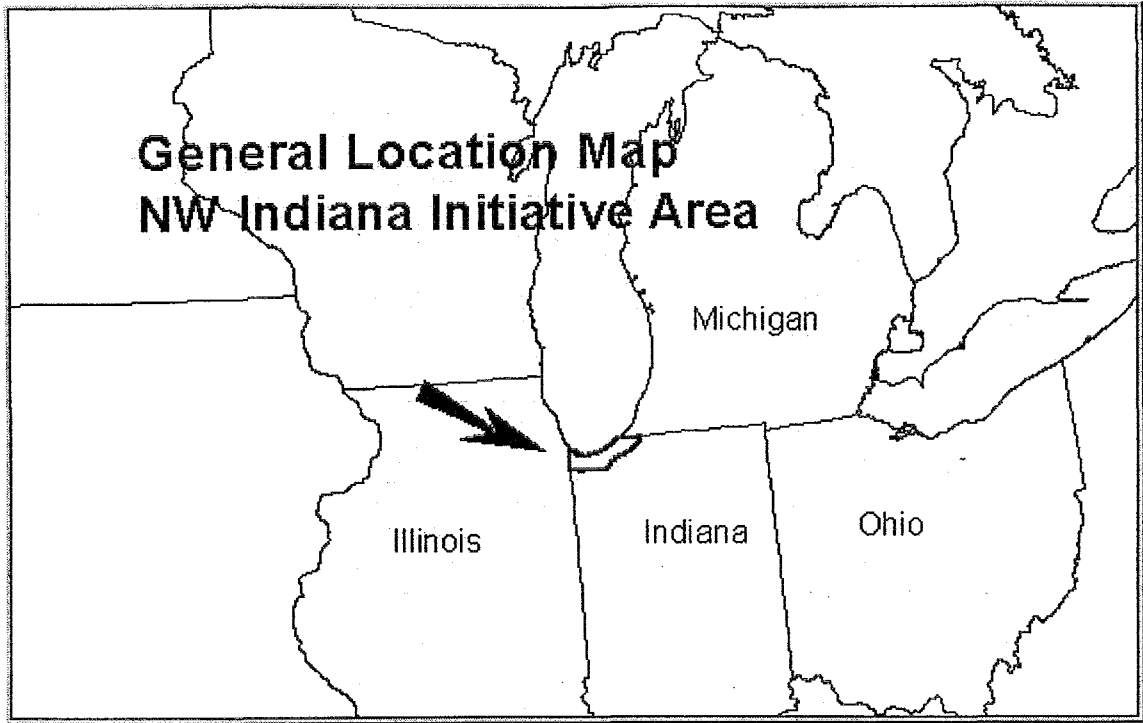 General Location Map
NW Indiana Initiative Area
Michigan
Illinois
Indiana
Ohio